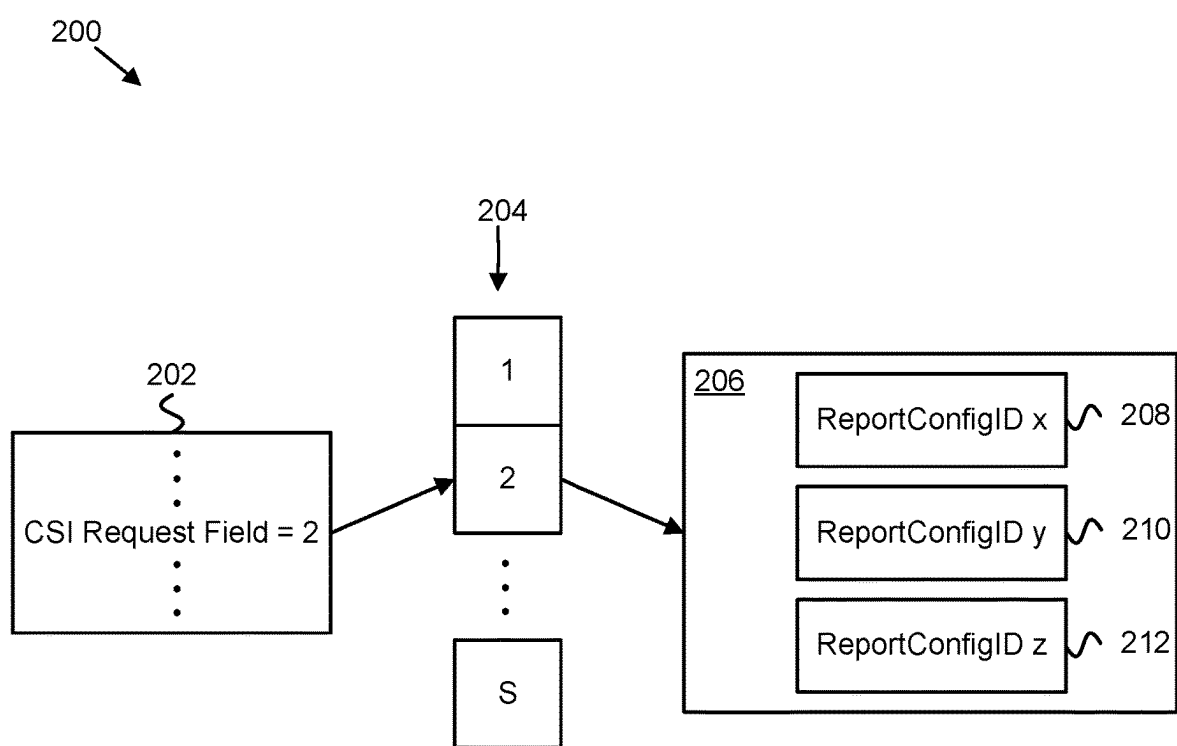 200
204
202
1
2
S
CSI Request Field = 2
206
ReportConfigID x
208
ReportConfigID y
210
ReportConfigID z
212